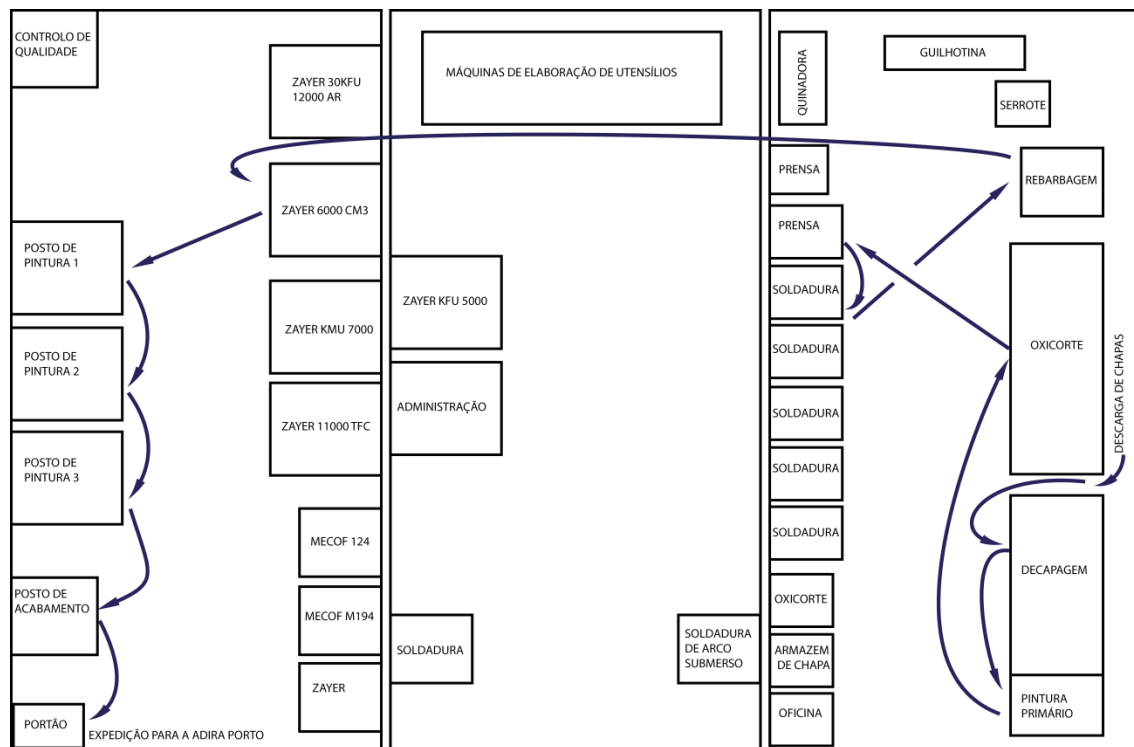 CONTROLO DE
QUALIDADE
ZAYER 30KFU
12000 AR
ZAYER 6000 CM3
POSTO DE
PINTURA 1
ZAYER KMU 7000
POSTO DE
PINTURA 2
ZAYER 11000 TFC
POSTO DE
PINTURA 3
MECOF 124
POSTO DE
ACABAMENTO
MECOF M194
ZAYER
PORTÃO
EXPEDIÇÃO PARA A ADIRA PORTO
MÁQUINAS DE ELABORAÇÃO DE UTENSÍLIOS
ZAYER KFU 5000
ADMINISTRAÇÃO
SOLDADURA
SOLDADURA
DE ARCO
SUBMERSO
QUINADORA
GUILHOTINA
SERROTE
PRENSA
REBARBAGEM
PRENSA
SOLDADURA
SOLDADURA
OXICORTE
SOLDADURA
DESCARGA DE CHAPAS
SOLDADURA
SOLDADURA
DECAPAGEM
OXICORTE
ARMAZEM
DE CHAPA
OFICINA
PINTURA
PRIMÁRIO